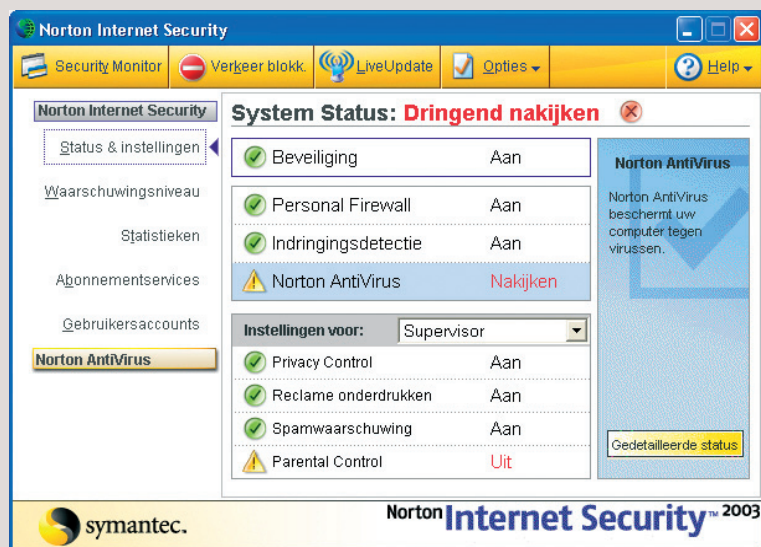 Norton Internet Security
Security Monitor Verkeer blokk. LiveUpdate Opties Help
Norton Internet Security
Status & instellingen
Waarschuwingsniveau
Statistieken
Abonnementservices
Gebruikersaccounts
Norton AntiVirus
System Status: Dringend nakijken
Beveiliging Aan
Personal Firewall Aan
Indringingsdetectie Aan
Norton AntiVirus Nakijken
Instellingen voor: Supervisor
Privacy Control Aan
Reclame onderdrukken Aan
Spamwaarschuwing Aan
Parental Control Uit
Norton AntiVirus
Norton AntiVirus
beschermt uw
computer tegen
virussen.
Gedetailleerde status
symantec.
Norton Internet Security™ 2003